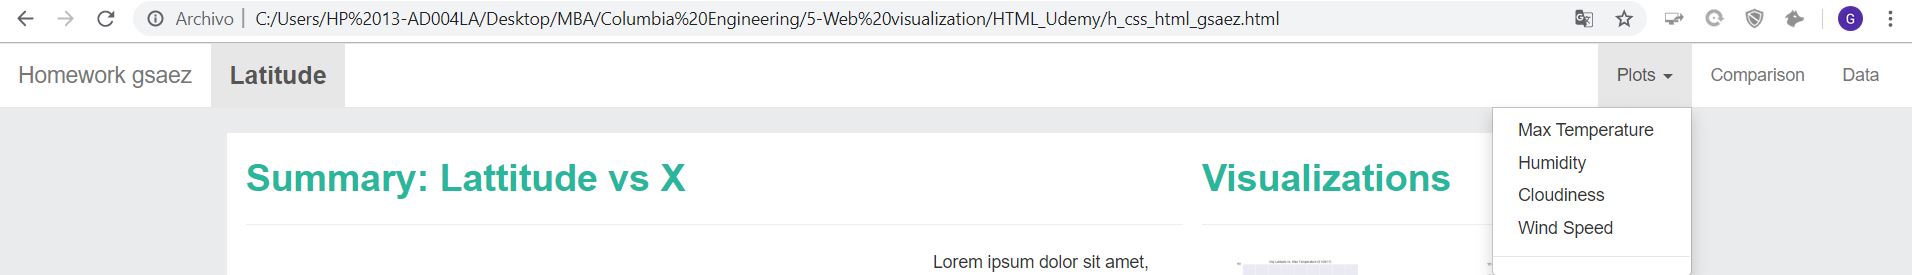 Archivo | C:/Users/HP%2013-AD004LA/Desktop/MBA/Columbia%20Engineering/5-Web%20visualization/HTML_Udemy/h_css_html_gsaez.html G
Homework gsaez Latitude Plots Comparison Data
Max Temperature
Humidity
Cloudiness
Wind Speed
Summary: Lattitude vs X Visualizations
Lorem ipsum dolor sit amet,